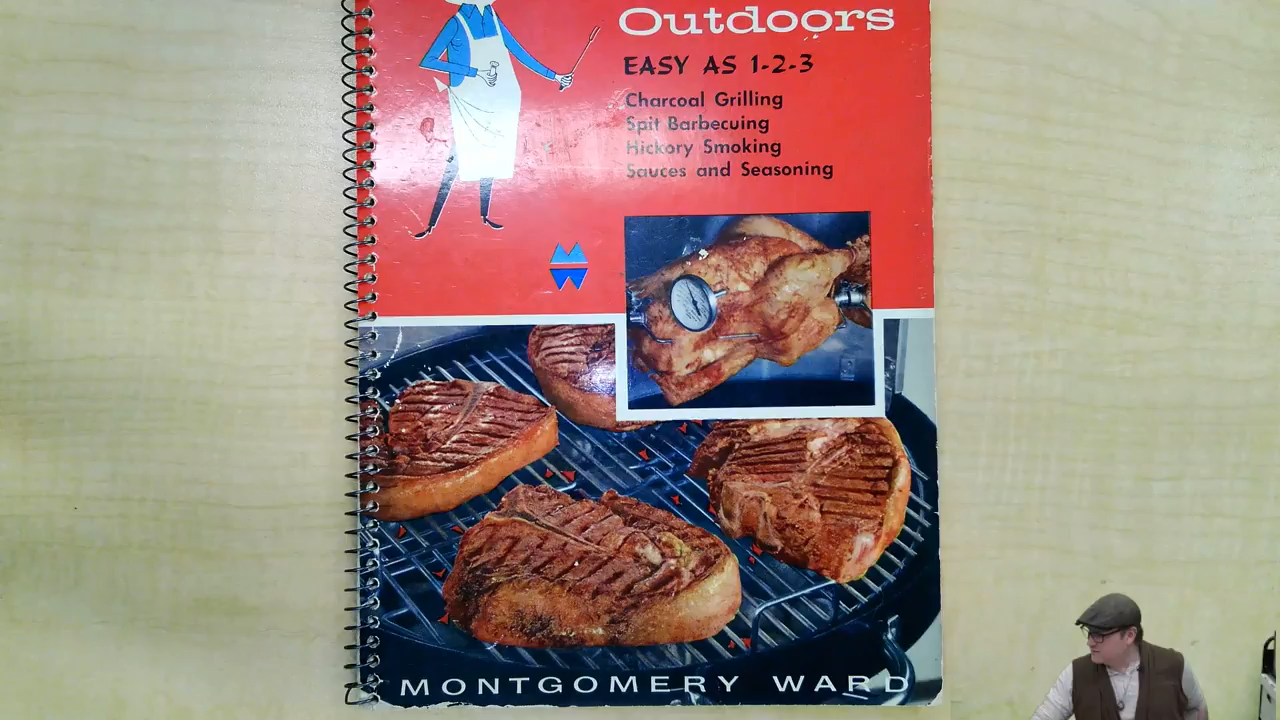 Outdoors
EASY AS 1-2-3
Charcoal Grilling
Spit Barbecuing
Hickory Smoking
Sauces and Seasoning
MONTGOMERY WARD